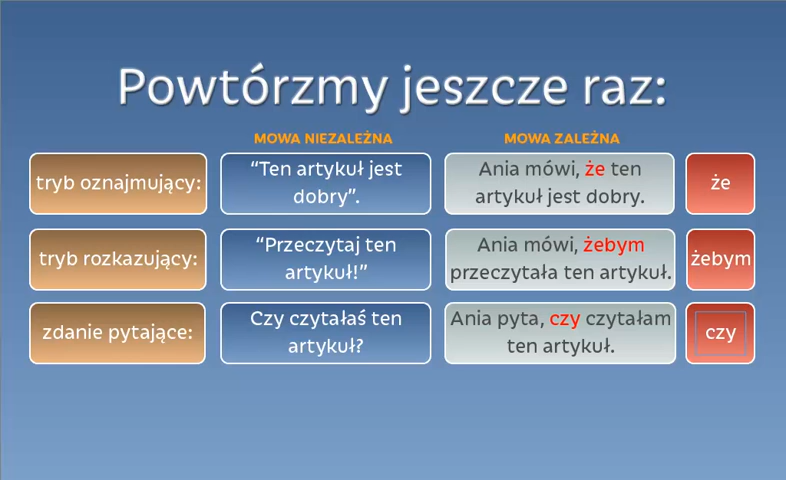 Powtórzmy jeszcze raz:
MOWA NIEZALEŻNA
MOWA ZALEŻNA
tryb oznajmujący:
“Ten artykuł jest
dobry”.
Ania mówi, że ten
artykuł jest dobry.
że
tryb rozkazujący:
“Przeczytaj ten
artykuł!”
Ania mówi, żebym
przeczytała ten artykuł.
żebym
zdanie pytające:
Czy czytałaś ten
artykuł?
Ania pyta, czy czytałam
ten artykuł.
czy